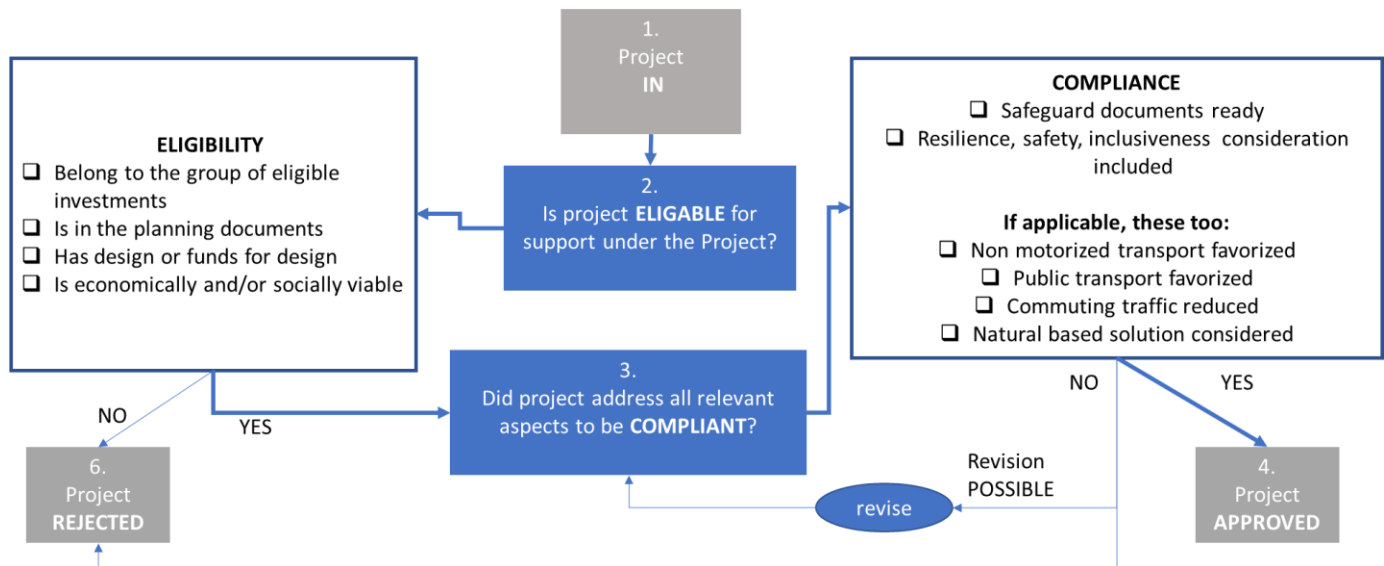 1.
Project
IN
ELIGIBILITY
❑ Belong to the group of eligible
investments
❑ Is in the planning documents
❑ Has design or funds for design
❑ Is economically and/or socially viable
2.
Is project ELIGABLE for
support under the Project?
COMPLIANCE
❑ Safeguard documents ready
❑ Resilience, safety, inclusiveness consideration
included
If applicable, these too:
❑ Non motorized transport favorized
❑ Public transport favorized
❑ Commuting traffic reduced
❑ Natural based solution considered
3.
Did project address all relevant
aspects to be COMPLIANT?
NO
YES
NO
YES
6.
Project
REJECTED
revise
Revision
POSSIBLE
4.
Project
APPROVED